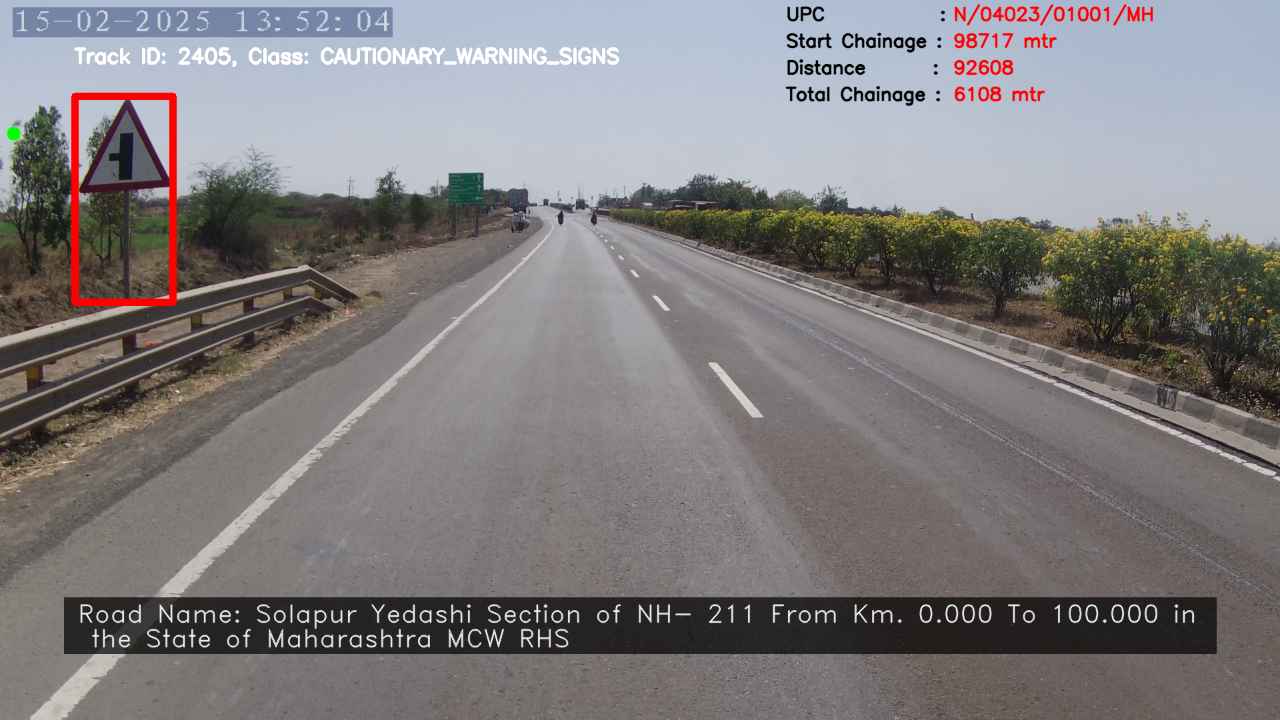 15-02-2025 13:52:04
Track ID: 2405, Class: CAUTIONARY_WARNING_SIGNS
UPC : N/04023/01001/MH
Start Chainage : 98717 mtr
Distance : 92608
Total Chainage : 6108 mtr
Road Name: Solapur Yedashi Section of NH- 211 From Km. 0.000 To 100.000 in
the State of Maharashtra MCW RHS